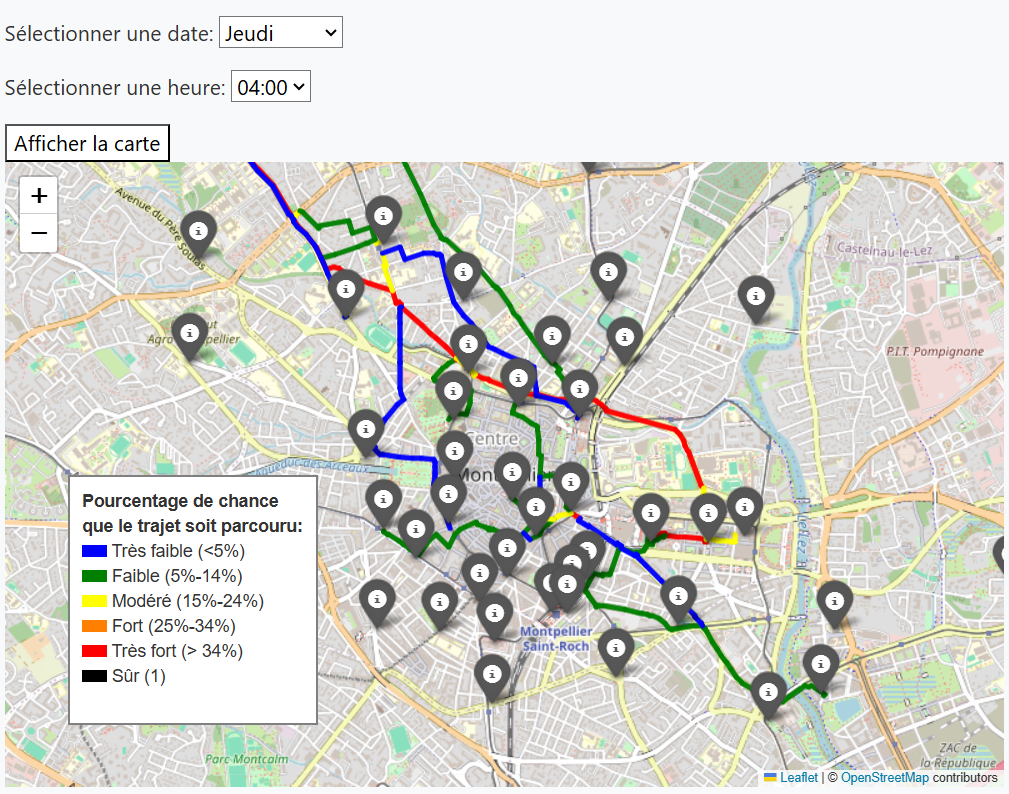 Sélectionner une date: Jeudi
Sélectionner une heure: 04:00
Afficher la carte
+
−
Avenue du Père Soulas
Castelnau-le-Lez
P.I.T. Pompignane
Centre
Aqueduc des Arceaux
Le Lez
Pourcentage de chance
que le trajet soit parcouru:
Très faible (<5%)
Faible (5%-14%)
Modéré (15%-24%)
Fort (25%-34%)
Très fort (> 34%)
Sûr (1)
Montpellier
Saint-Roch
Parc Montcalm
ZAC de
la République
Leaflet | © OpenStreetMap contributors